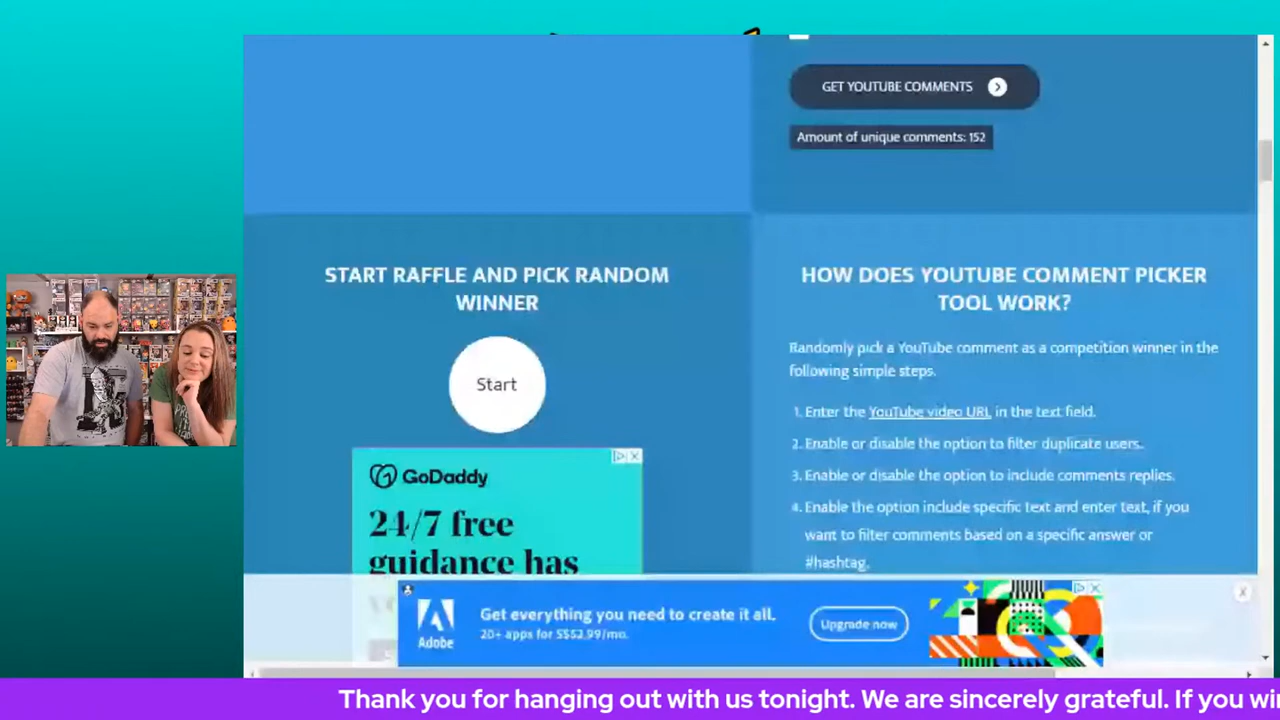 GET YOUTUBE COMMENTS
Amount of unique comments: 152
START RAFFLE AND PICK RANDOM
WINNER
Start
GoDaddy
24/7 free
guidance has
HOW DOES YOUTUBE COMMENT PICKER
TOOL WORK?
Randomly pick a YouTube comment as a competition winner in the
following simple steps.
1. Enter the YouTube video URL in the text field.
2. Enable or disable the option to filter duplicate users.
3. Enable or disable the option to include comments replies.
4. Enable the option include specific text and enter text, if you
want to filter comments based on a specific answer or
#hashtag.
Adobe
Get everything you need to create it all.
20+ apps for S$52.99/mo.
Upgrade now
Thank you for hanging out with us tonight. We are sincerely grateful. If you wi